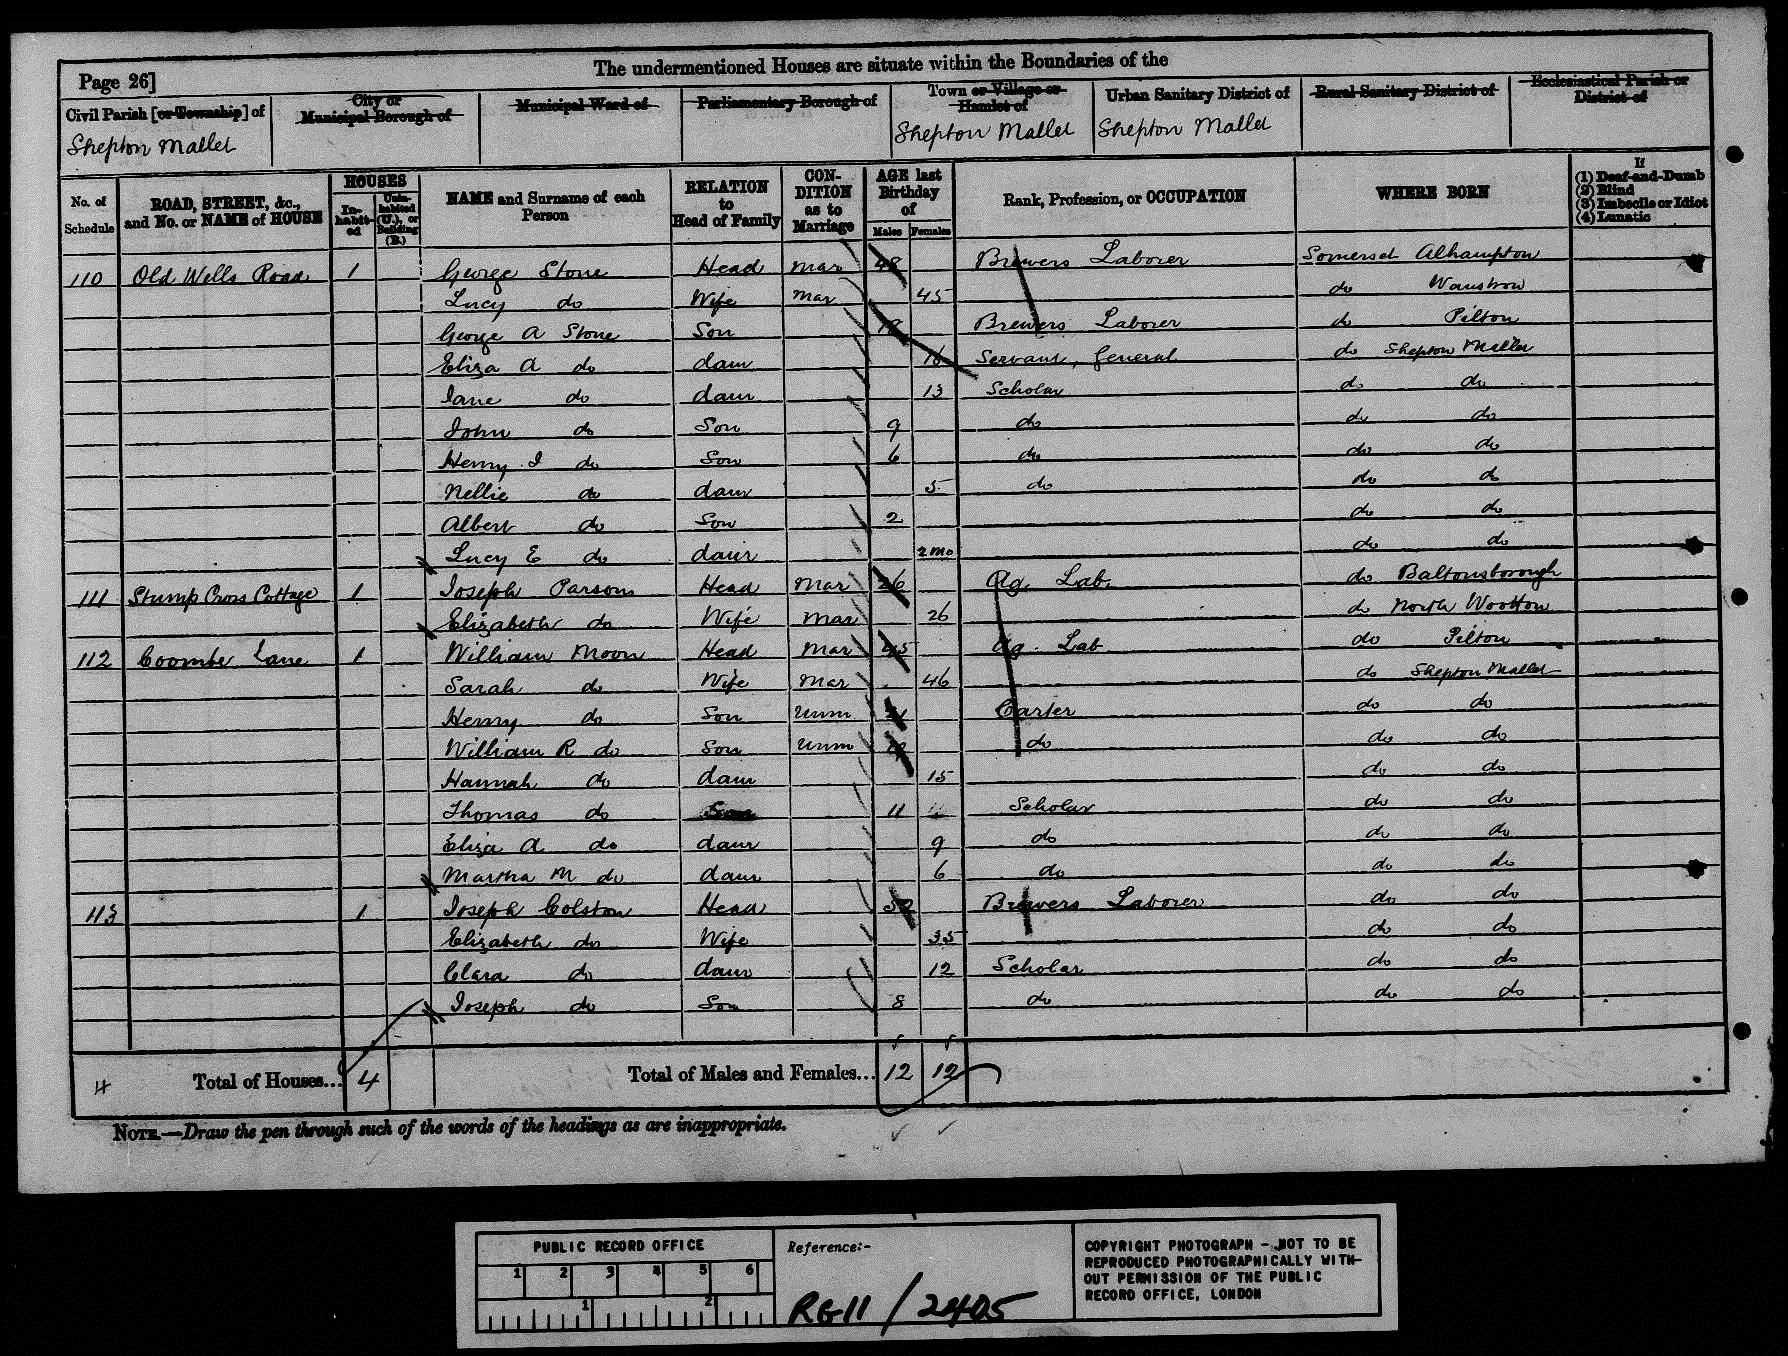 Page 26]
The undermentioned Houses are situate within the Boundaries of the
Civil Parish [or Township] of
City or Municipal Borough of
Municipal Ward of
Parliamentary Borough of
Town or Village or Hamlet of
Urban Sanitary District of
Rural Sanitary District of
Ecclesiastical Parish or District of
Shepton Mallet Shepton Mallet Shepton Mallet
No. of Schedule
ROAD, STREET, &c., and No. or NAME of HOUSE
HOUSES
Inhabited
Uninhabited (U.), or Building (B.)
NAME and Surname of each Person
RELATION to Head of Family
CONDITION as to Marriage
AGE last Birthday of
Males Females
Rank, Profession, or OCCUPATION
WHERE BORN
If
(1) Deaf-and-Dumb
(2) Blind
(3) Imbecile or Idiot
(4) Lunatic
110 Old Wells Road 1 George Stone Head Mar 48 Brewers Laborer Somerset Alhampton
Lucy do Wife Mar 45 do Wanstrow
George A Stone Son Brewers Laborer do Pilton
Eliza A do daur 16 Servant, General do Shepton Mallet
Jane do daur 13 Scholar do do
John do Son 9 do do do
Henry J do Son 6 do do do
Nellie do daur 5 do do do
Albert do Son 2 do do
Lucy E do daur 2 mo do do
111 Stump Cross Cottage 1 Joseph Parsons Head Mar 26 Ag. Lab. do Baltonsborough
Elizabeth do Wife Mar 26 do North Wootton
112 Coombe Lane 1 William Moon Head Mar 45 Ag. Lab do Pilton
Sarah do Wife Mar 46 do Shepton Mallet
Henry do Son Unm Carter do do
William R do Son Unm do do do
Hannah do daur 15 do do
Thomas do Son 11 Scholar do do
Eliza A. do daur 9 do do do
Martha M do daur 6 do do do
113 1 Joseph Colston Head Brewers Laborer do do
Elizabeth do Wife 35 do do
Clara do daur 12 Scholar do do
Joseph do Son 8 do do do
4 Total of Houses... 4 Total of Males and Females... 12 12
NOTE.—Draw the pen through such of the words of the headings as are inappropriate.
PUBLIC RECORD OFFICE
1 2 3 4 5 6
1 2
Reference:-
RG11/2405
COPYRIGHT PHOTOGRAPH - NOT TO BE
REPRODUCED PHOTOGRAPHICALLY WITH-
OUT PERMISSION OF THE PUBLIC
RECORD OFFICE, LONDON